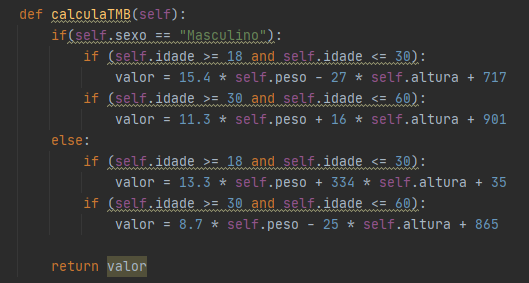 def calculaTMB(self):
    if(self.sexo == "Masculino"):
        if (self.idade >= 18 and self.idade <= 30):
            valor = 15.4 * self.peso - 27 * self.altura + 717
        if (self.idade >= 30 and self.idade <= 60):
            valor = 11.3 * self.peso + 16 * self.altura + 901
    else:
        if (self.idade >= 18 and self.idade <= 30):
            valor = 13.3 * self.peso + 334 * self.altura + 35
        if (self.idade >= 30 and self.idade <= 60):
            valor = 8.7 * self.peso - 25 * self.altura + 865
    return valor